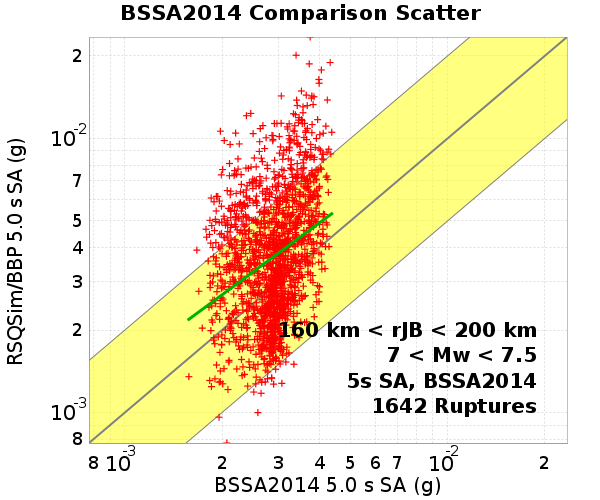 BSSA2014 Comparison Scatter
RSQSim/BBP 5.0 s SA (g)
2
10-2
7
5
4
3
2
10-3
8
160 km < rJB < 200 km
7 < Mw < 7.5
5s SA, BSSA2014
1642 Ruptures
8 10-3 2 3 4 5 6 7 10-2 2
BSSA2014 5.0 s SA (g)